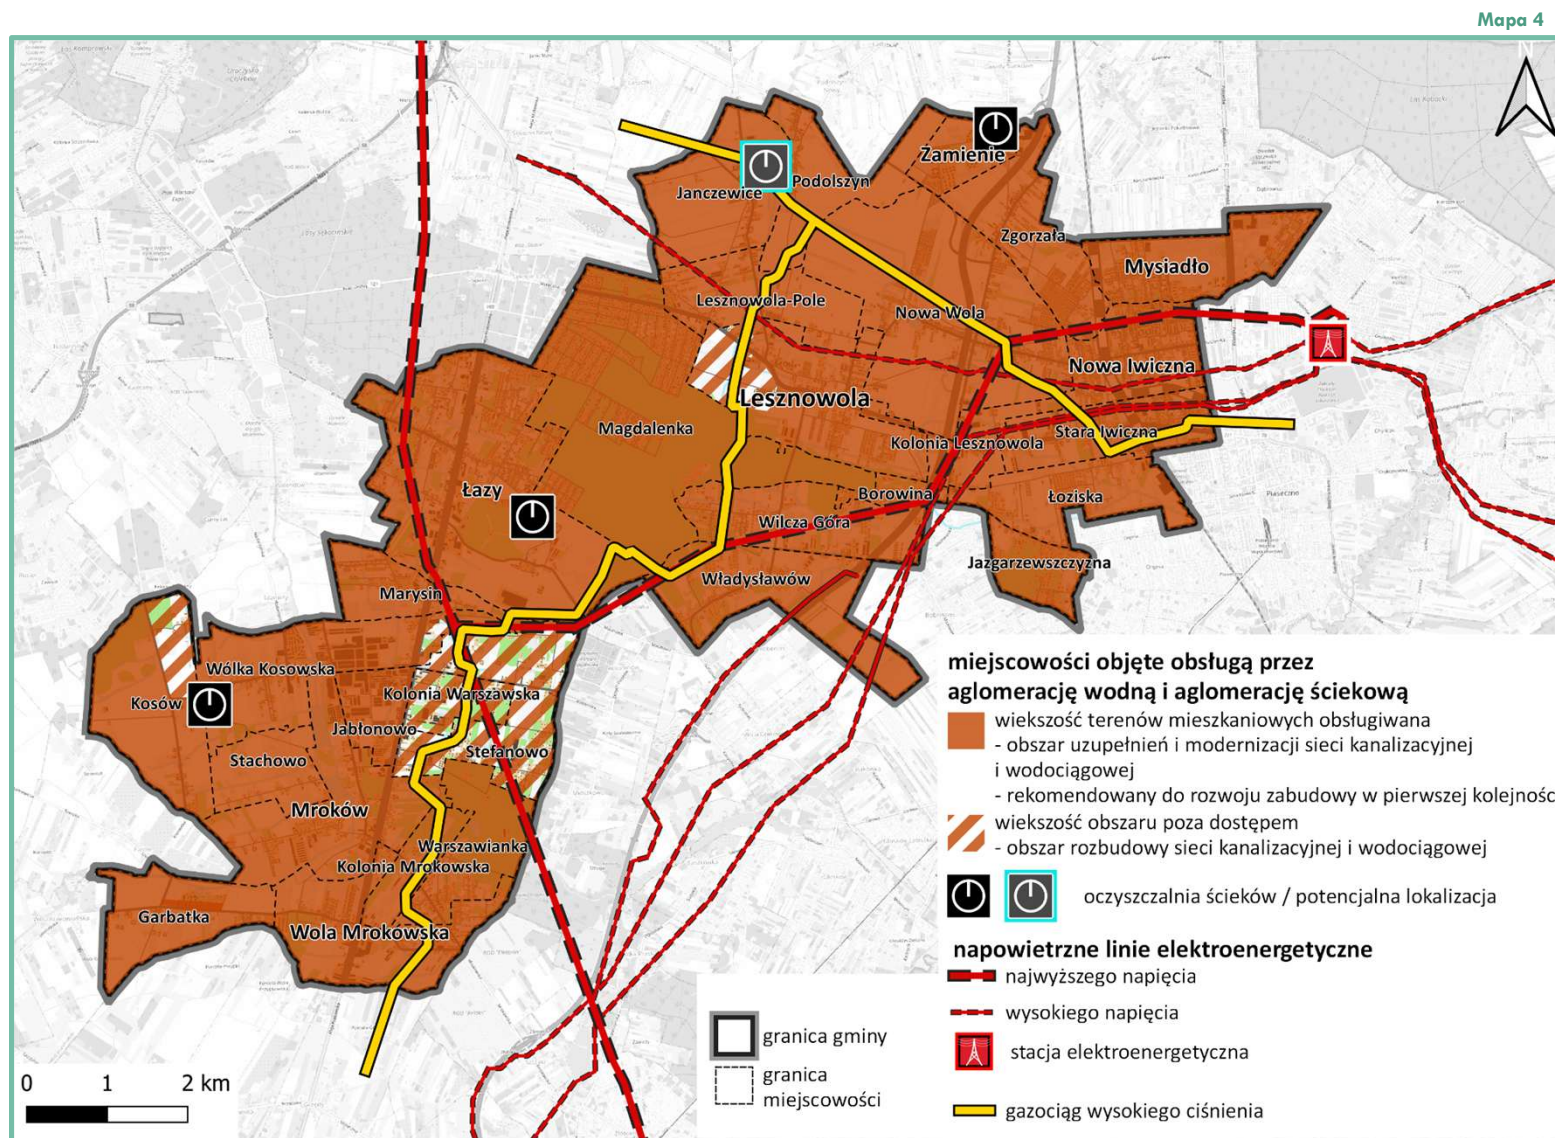 Mapa 4
N
Zamienie
Podolszyn
Janczewice
Zgorzała
Mysiadło
Lesznowola-Pole
Nowa Wola
Nowa Iwiczna
Lesznowola
Magdalenka
Kolonia Lesznowola
Stara Iwiczna
Łazy
Borowina
Łoziska
Wilcza Góra
Jazgarzewszczyzna
Władysławów
Marysin
Wólka Kosowska
Kolonia Warszawska
Kosów
Jabłonowo
Stefanowo
Stachowo
Mroków
Warszawianka
Kolonia Mrokowska
Garbatka
Wola Mrokowska
Piaseczno
miejscowości objęte obsługą przez
aglomerację wodną i aglomerację ściekową
wiekszość terenów mieszkaniowych obsługiwana
- obszar uzupełnień i modernizacji sieci kanalizacyjnej
i wodociągowej
- rekomendowany do rozwoju zabudowy w pierwszej kolejnośc
wiekszość obszaru poza dostępem
- obszar rozbudowy sieci kanalizacyjnej i wodociągowej
oczyszczalnia ścieków / potencjalna lokalizacja
napowietrzne linie elektroenergetyczne
najwyższego napięcia
wysokiego napięcia
stacja elektroenergetyczna
gazociąg wysokiego ciśnienia
granica gminy
granica
miejscowości
0 1 2 km